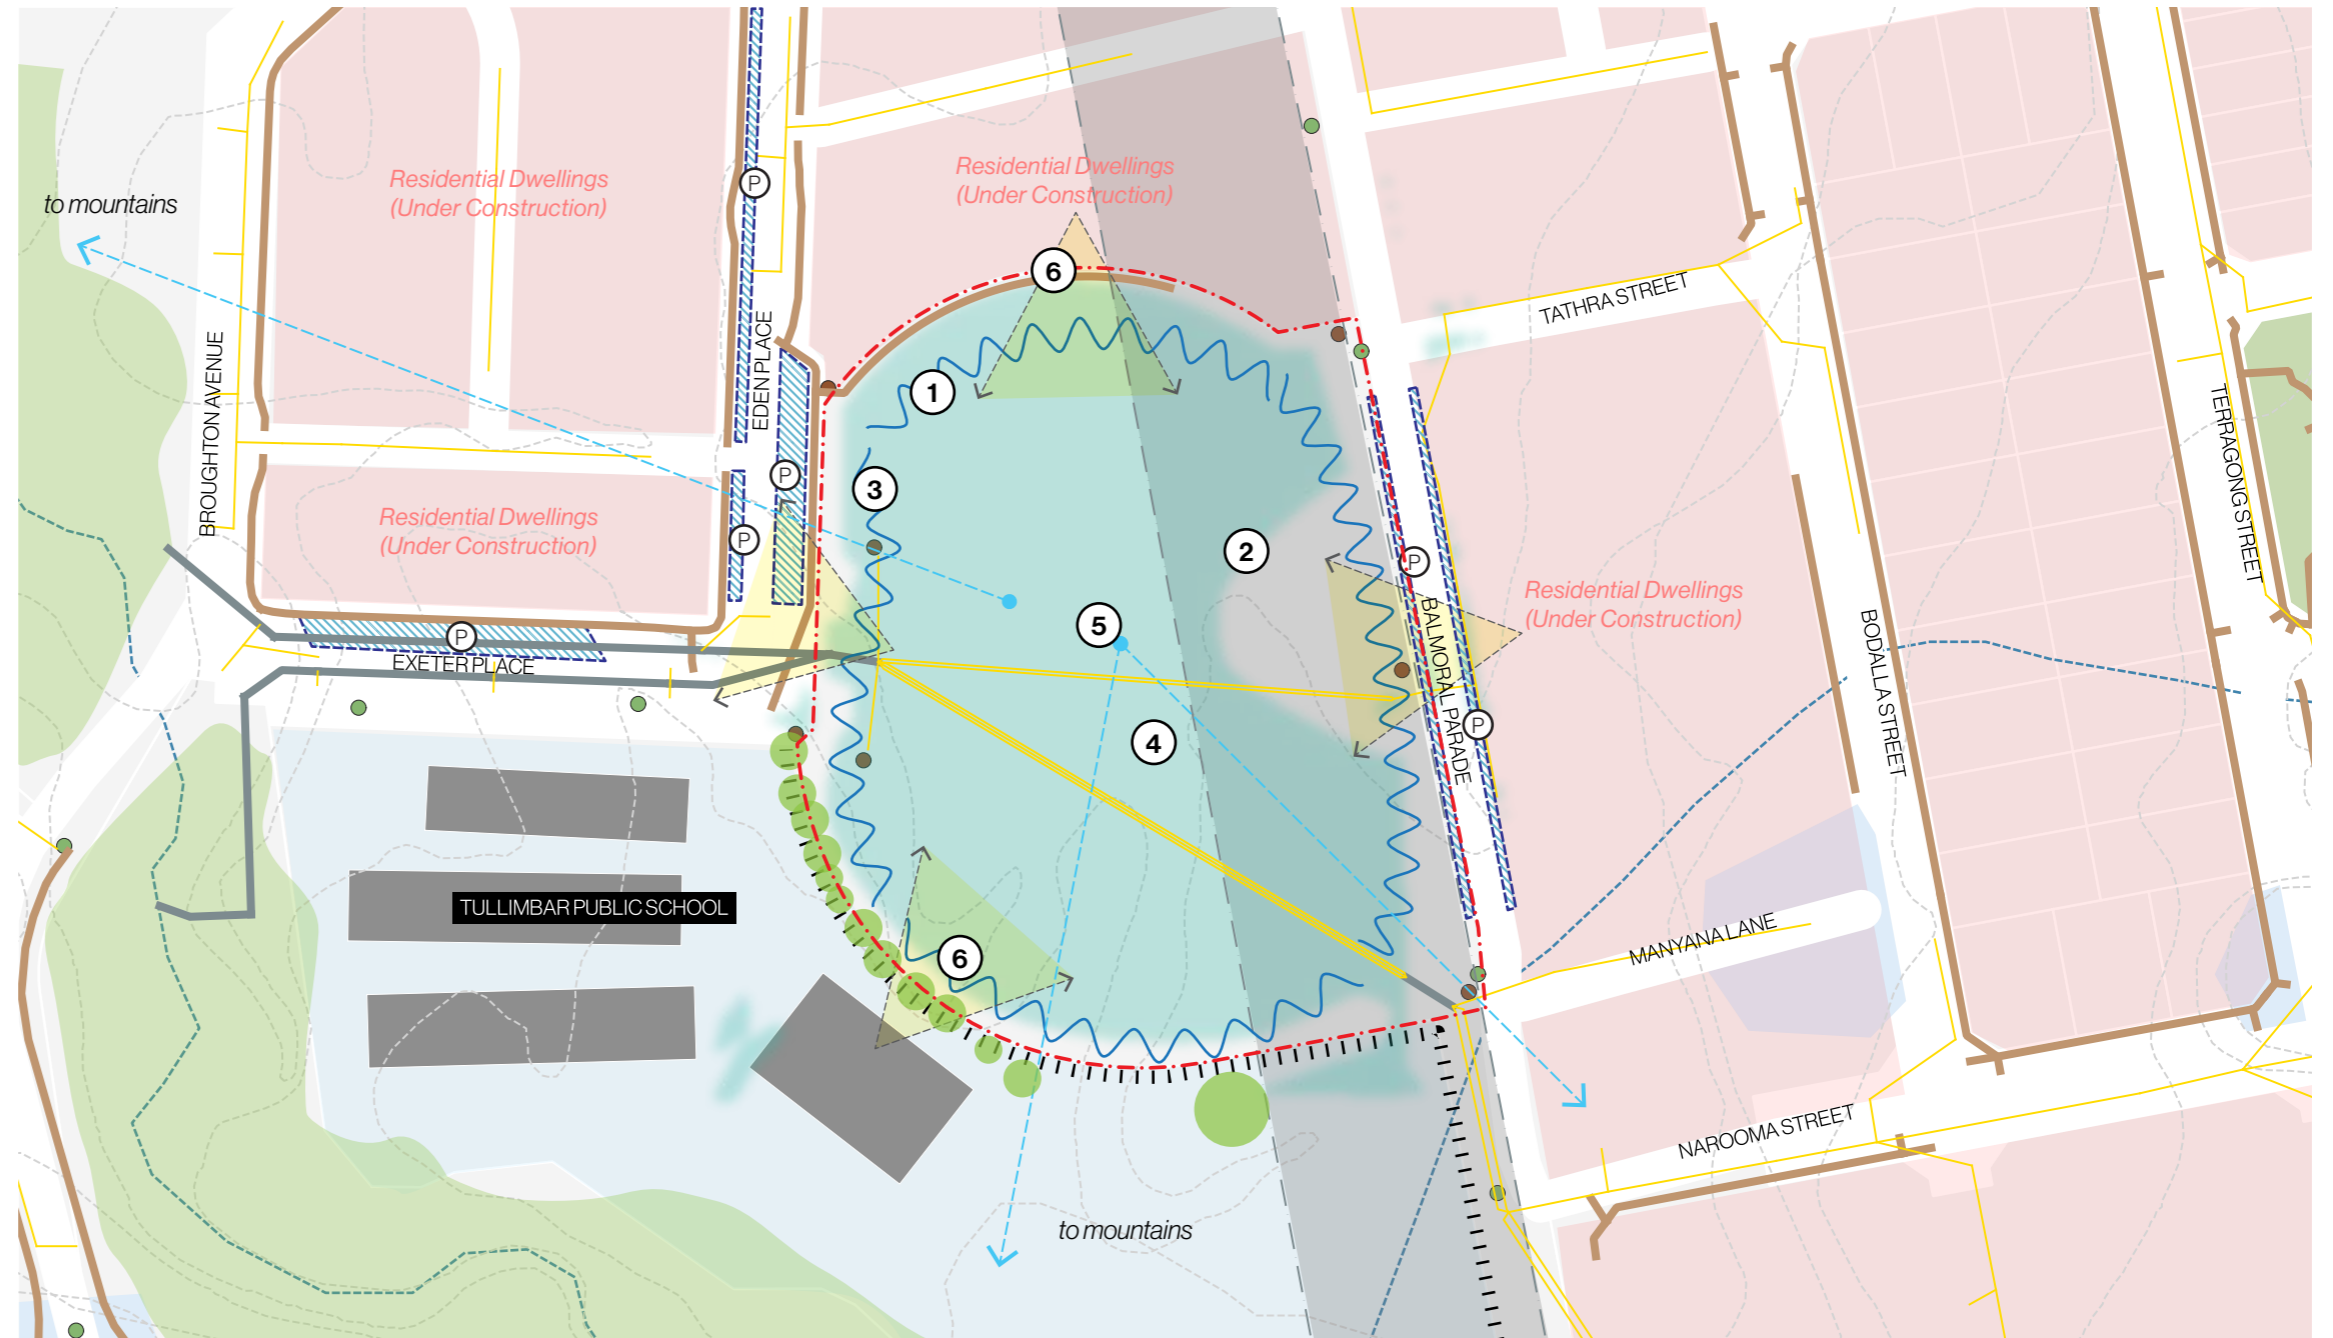 Residential Dwellings
(Under Construction)
Residential Dwellings
(Under Construction)
to mountains
P
6
TATHRA STREET
EDEN PLACE
BROUGHTON AVENUE
1
TERRAGONG STREET
P
3
Residential Dwellings
(Under Construction)
P
2
P
Residential Dwellings
(Under Construction)
5
P
EXETER PLACE
BALMORAL PARADE
BODALLA STREET
4
P
TULLIMBAR PUBLIC SCHOOL
6
MANYANA LANE
NAROOMA STREET
to mountains